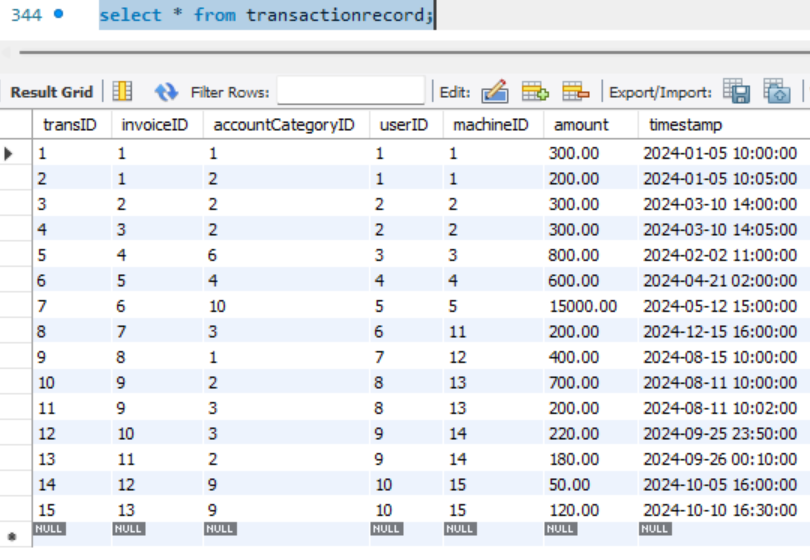 344 select * from transactionrecord;
Result Grid Filter Rows: Edit: Export/Import:
transID invoiceID accountCategoryID userID machineID amount timestamp
1 1 1 1 1 300.00 2024-01-05 10:00:00
2 1 2 1 1 200.00 2024-01-05 10:05:00
3 2 2 2 2 300.00 2024-03-10 14:00:00
4 3 2 2 2 300.00 2024-03-10 14:05:00
5 4 6 3 3 800.00 2024-02-02 11:00:00
6 5 4 4 4 600.00 2024-04-21 02:00:00
7 6 10 5 5 15000.00 2024-05-12 15:00:00
8 7 3 6 11 200.00 2024-12-15 16:00:00
9 8 1 7 12 400.00 2024-08-15 10:00:00
10 9 2 8 13 700.00 2024-08-11 10:00:00
11 9 3 8 13 200.00 2024-08-11 10:02:00
12 10 3 9 14 220.00 2024-09-25 23:50:00
13 11 2 9 14 180.00 2024-09-26 00:10:00
14 12 9 10 15 50.00 2024-10-05 16:00:00
15 13 9 10 15 120.00 2024-10-10 16:30:00
NULL NULL NULL NULL NULL NULL NULL